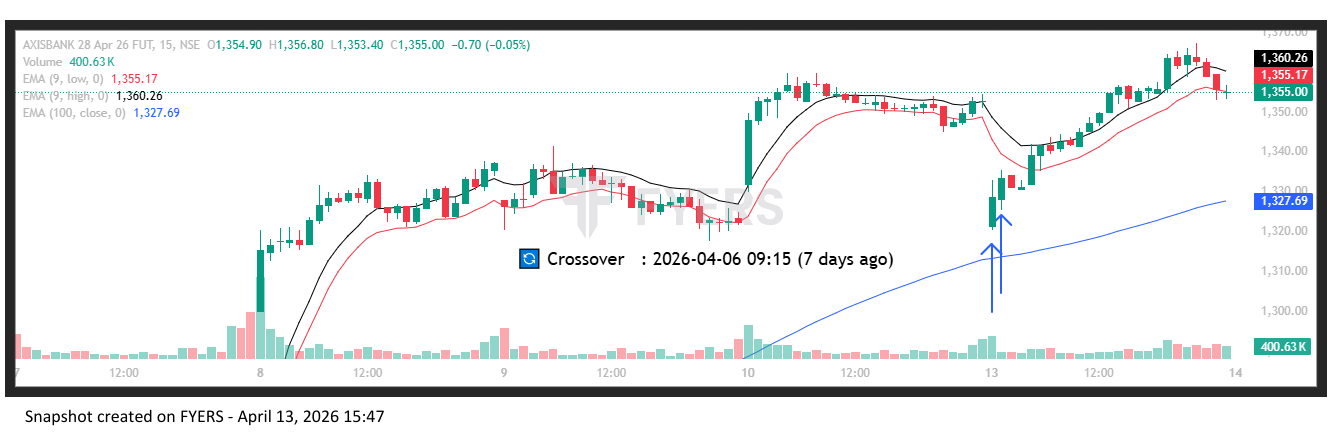 AXISBANK 28 Apr 26 FUT, 15, NSE O1,354.90 H1,356.80 L1,353.40 C1,355.00 −0.70 (−0.05%)
Volume 400.63 K
EMA (9, low, 0) 1,355.17
EMA (9, high, 0) 1,360.26
EMA (100, close, 0) 1,327.69
1,370.00
1,360.26
1,355.17
1,355.00
1,350.00
1,340.00
1,330.00
1,327.69
1,320.00
1,310.00
1,300.00
400.63 K
FYERS
Crossover : 2026-04-06 09:15 (7 days ago)
7 12:00 8 12:00 9 12:00 10 12:00 13 12:00 14
Snapshot created on FYERS - April 13, 2026 15:47